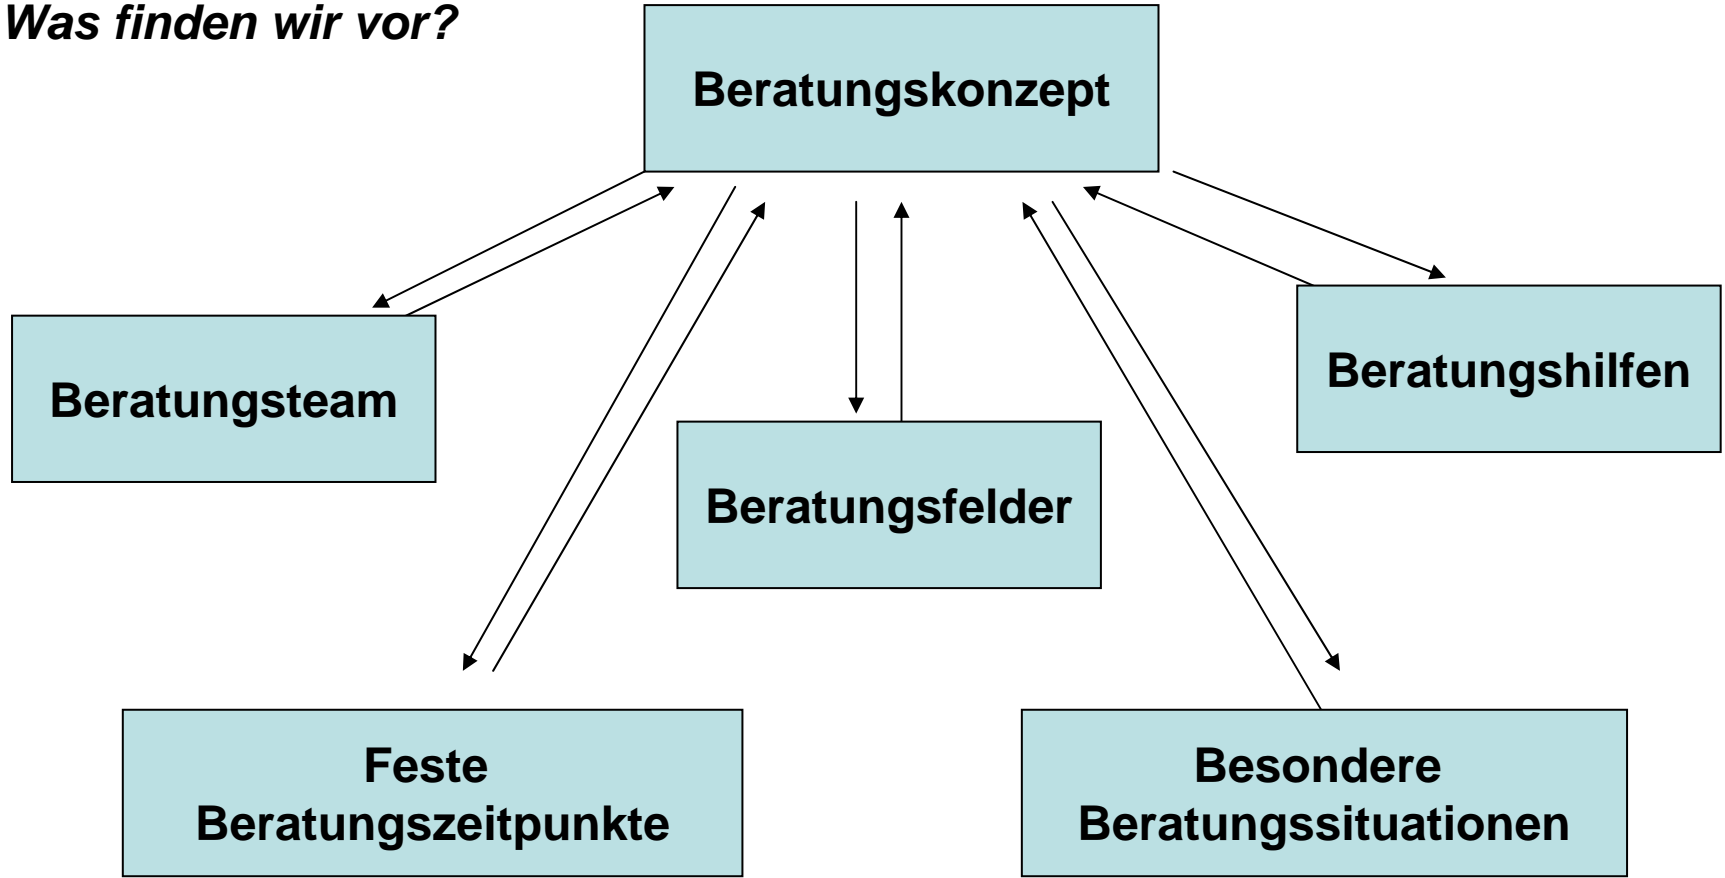 Was finden wir vor?
Beratungskonzept
Beratungsteam
Beratungshilfen
Beratungsfelder
Feste
Beratungszeitpunkte
Besondere
Beratungssituationen